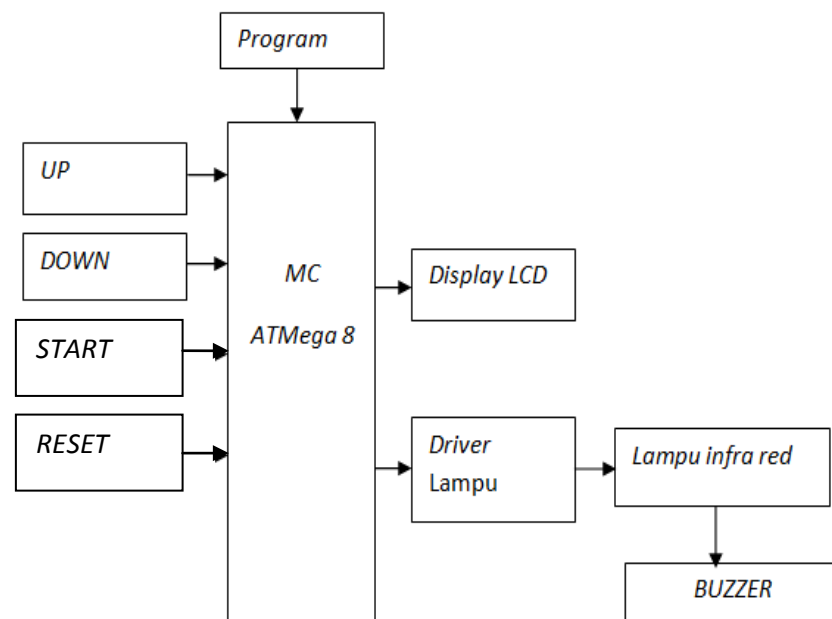 Program
UP
DOWN
START
RESET
MC
ATMega 8
Display LCD
Driver
Lampu
Lampu infra red
BUZZER